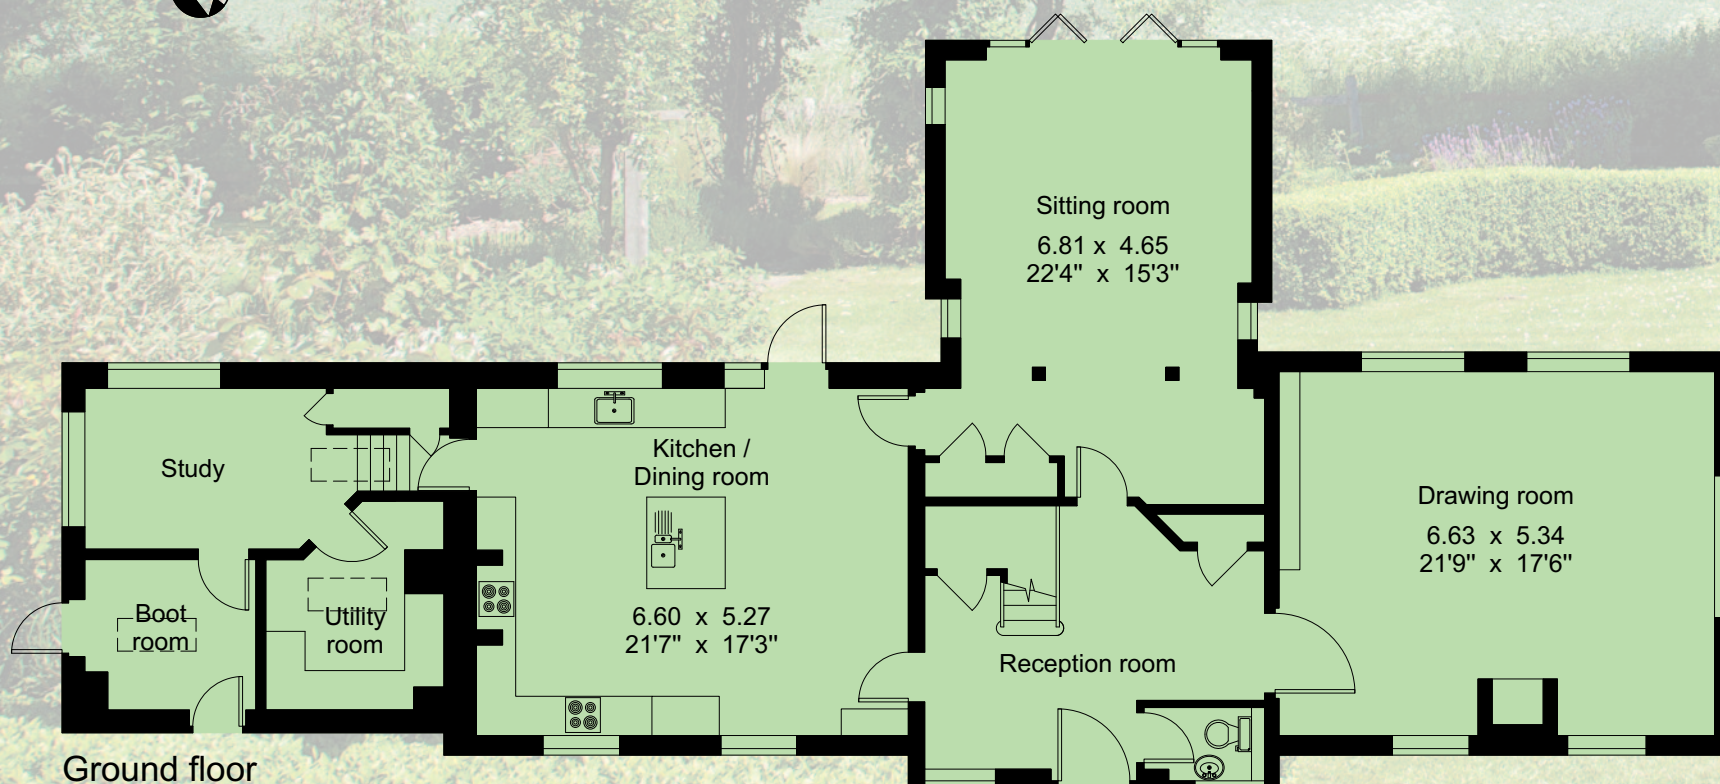 Sitting room
6.81 x 4.65
22'4" x 15'3"
Study
Kitchen /
Dining room
6.60 x 5.27
21'7" x 17'3"
Drawing room
6.63 x 5.34
21'9" x 17'6"
Boot
room
Utility
room
Reception room
Ground floor